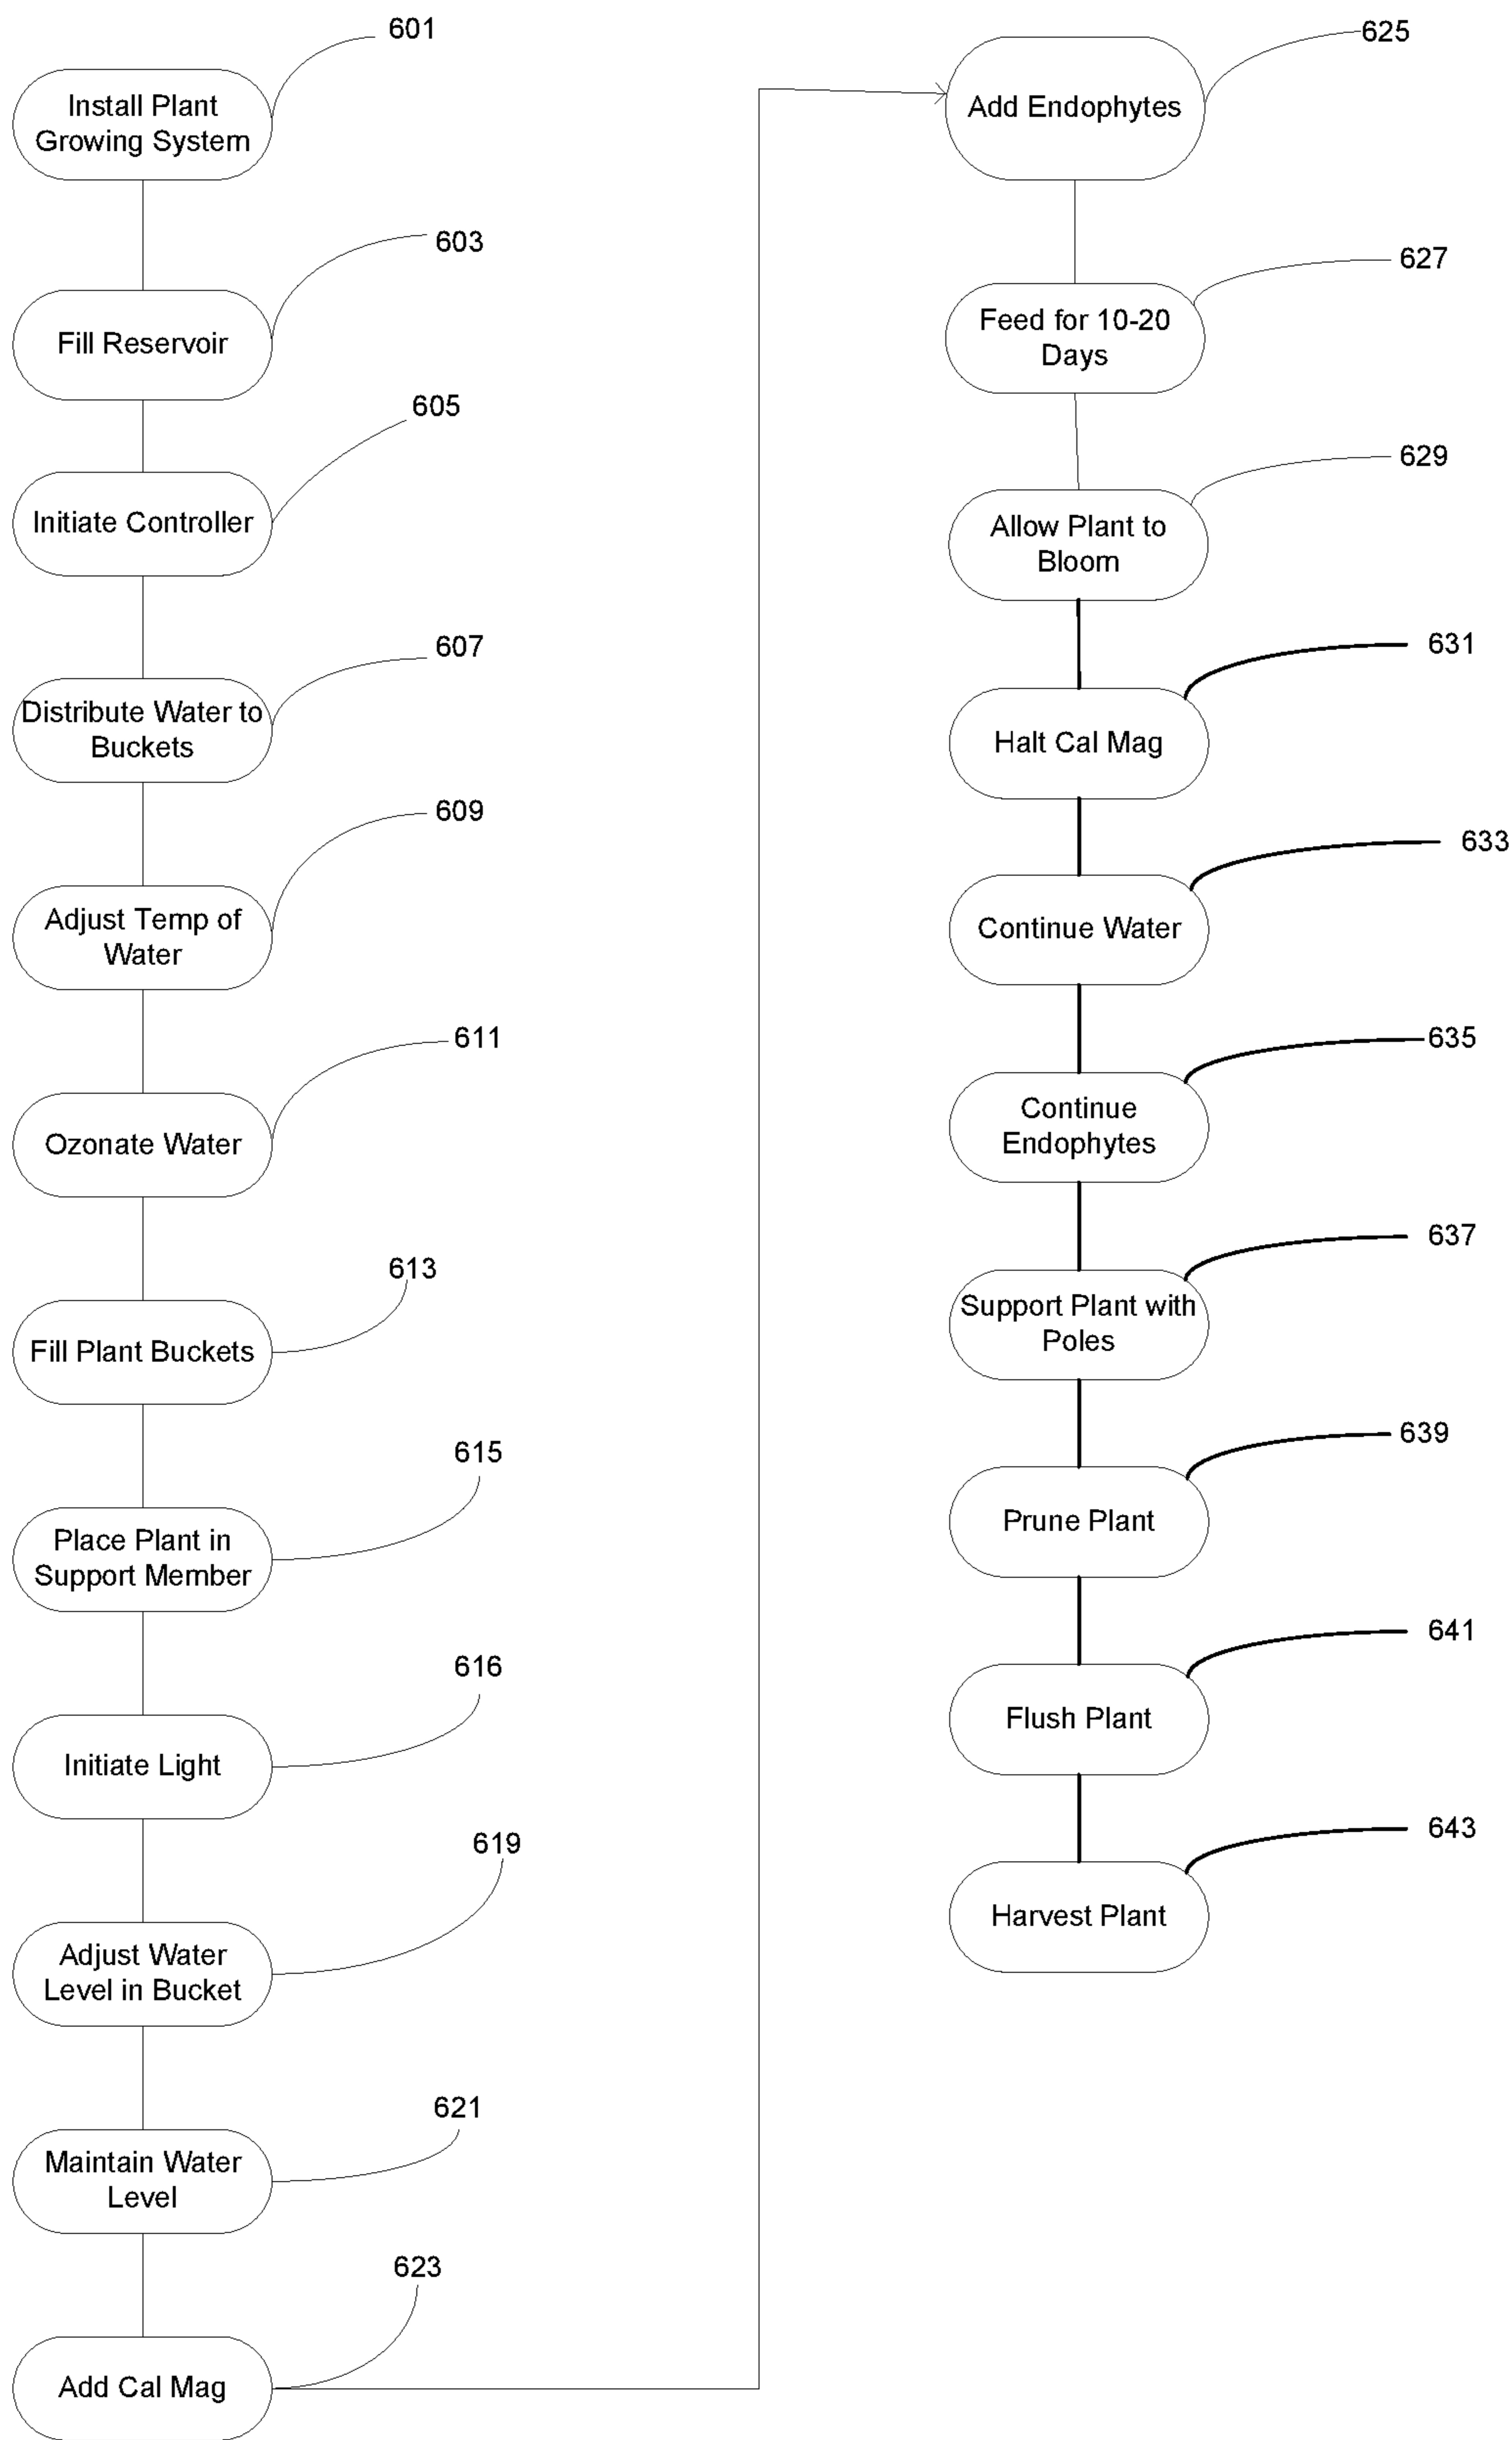 601
Install Plant
Growing System
603
Fill Reservoir
605
Initiate Controller
607
Distribute Water to
Buckets
609
Adjust Temp of
Water
611
Ozonate Water
613
Fill Plant Buckets
615
Place Plant in
Support Member
616
Initiate Light
619
Adjust Water
Level in Bucket
621
Maintain Water
Level
623
Add Cal Mag
625
Add Endophytes
627
Feed for 10-20
Days
629
Allow Plant to
Bloom
631
Halt Cal Mag
633
Continue Water
635
Continue
Endophytes
637
Support Plant with
Poles
639
Prune Plant
641
Flush Plant
643
Harvest Plant